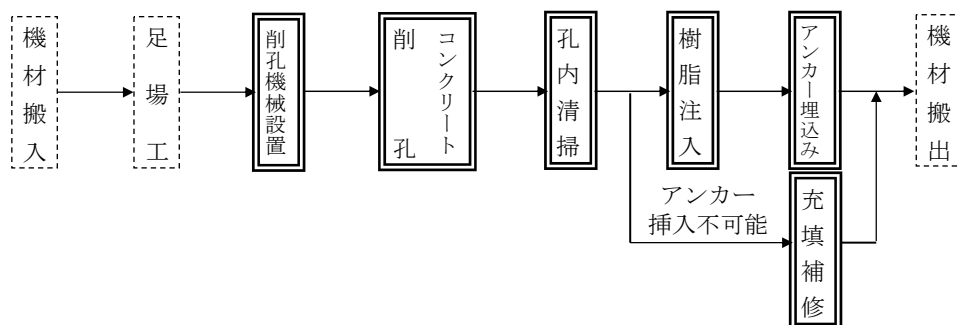 機材搬入
足場工
削孔機械設置
コンクリート
削孔
孔内清掃
樹脂注入
アンカー埋込み
機材搬出
アンカー
挿入不可能
充填補修